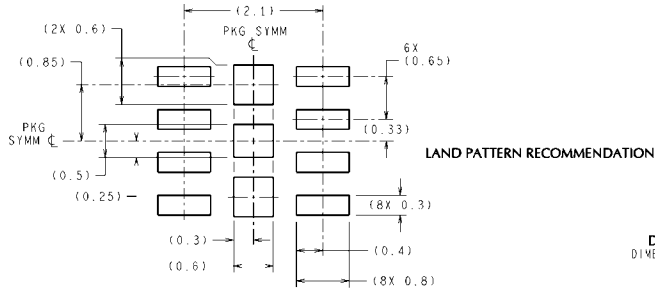 (2.1)
(2X 0.6)
PKG SYMM
℄
6X
(0.65)
(0.85)
(0.33)
PKG
SYMM ℄
LAND PATTERN RECOMMENDATION
(0.5)
(0.25)
(8X 0.3)
(0.3)
(0.4)
(0.6)
(8X 0.8)
D
DIME